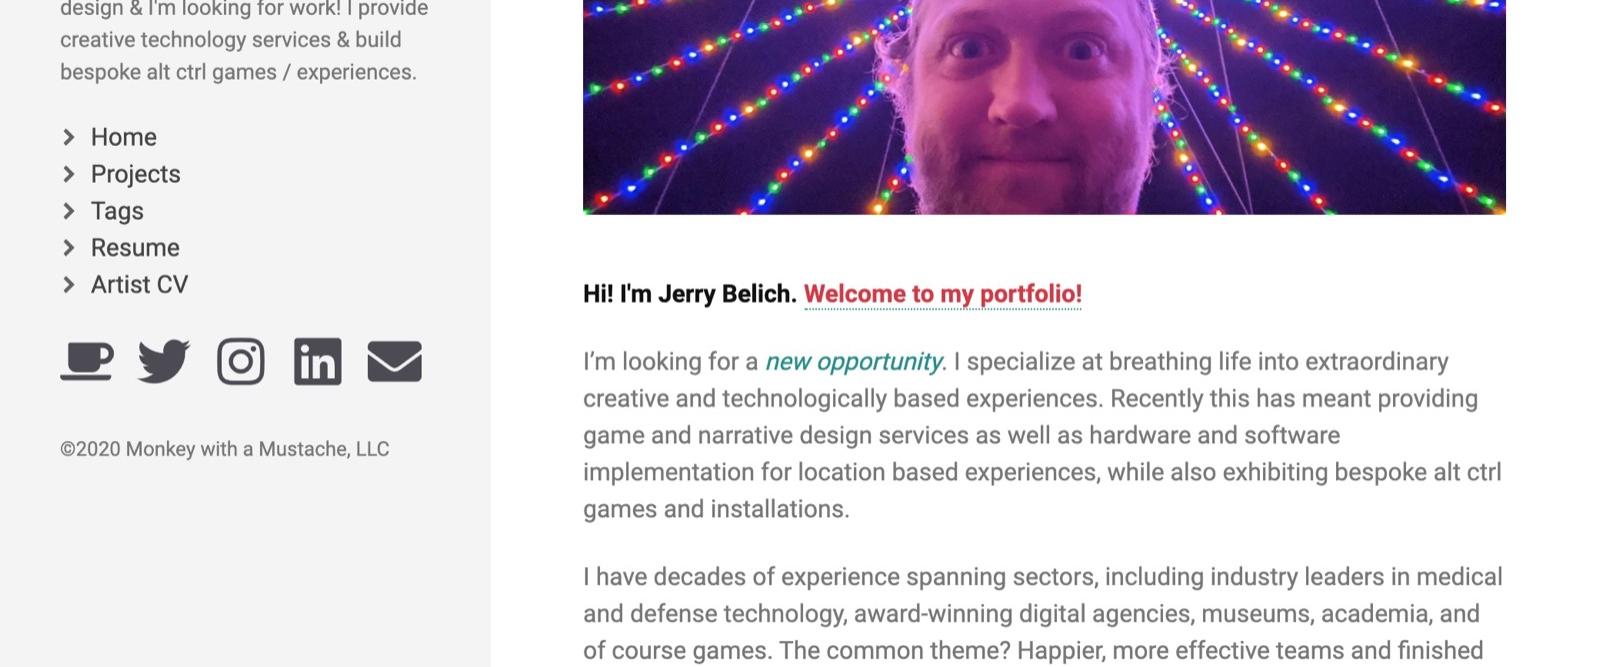 design & I'm looking for work! I provide
creative technology services & build
bespoke alt ctrl games / experiences.
Home
Projects
Tags
Resume
Artist CV
in
©2020 Monkey with a Mustache, LLC
Hi! I'm Jerry Belich. Welcome to my portfolio!
I’m looking for a new opportunity. I specialize at breathing life into extraordinary
creative and technologically based experiences. Recently this has meant providing
game and narrative design services as well as hardware and software
implementation for location based experiences, while also exhibiting bespoke alt ctrl
games and installations.
I have decades of experience spanning sectors, including industry leaders in medical
and defense technology, award-winning digital agencies, museums, academia, and
of course games. The common theme? Happier, more effective teams and finished